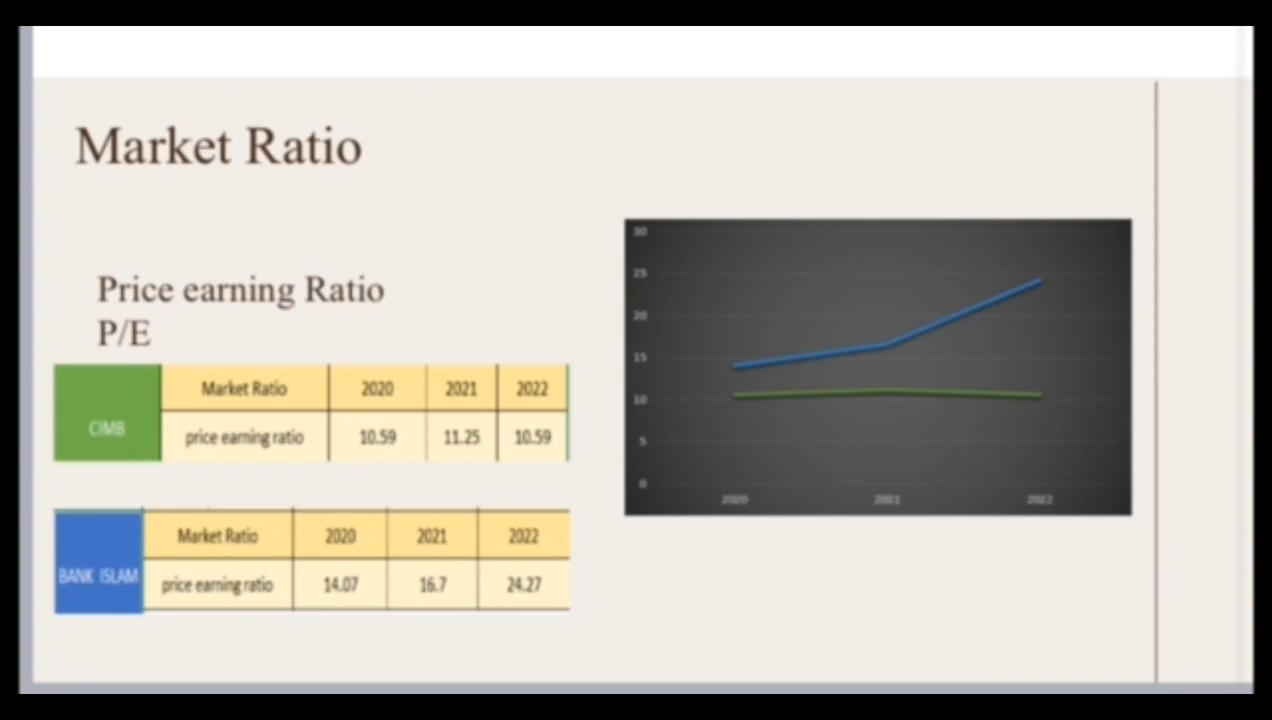 Market Ratio
Price earning Ratio
P/E
CIMB
Market Ratio 2020 2021 2022
price earning ratio 10.59 11.25 10.59
BANK ISLAM
Market Ratio 2020 2021 2022
price earning ratio 14.07 16.7 24.27
30
25
20
15
10
5
0
2020 2021 2022